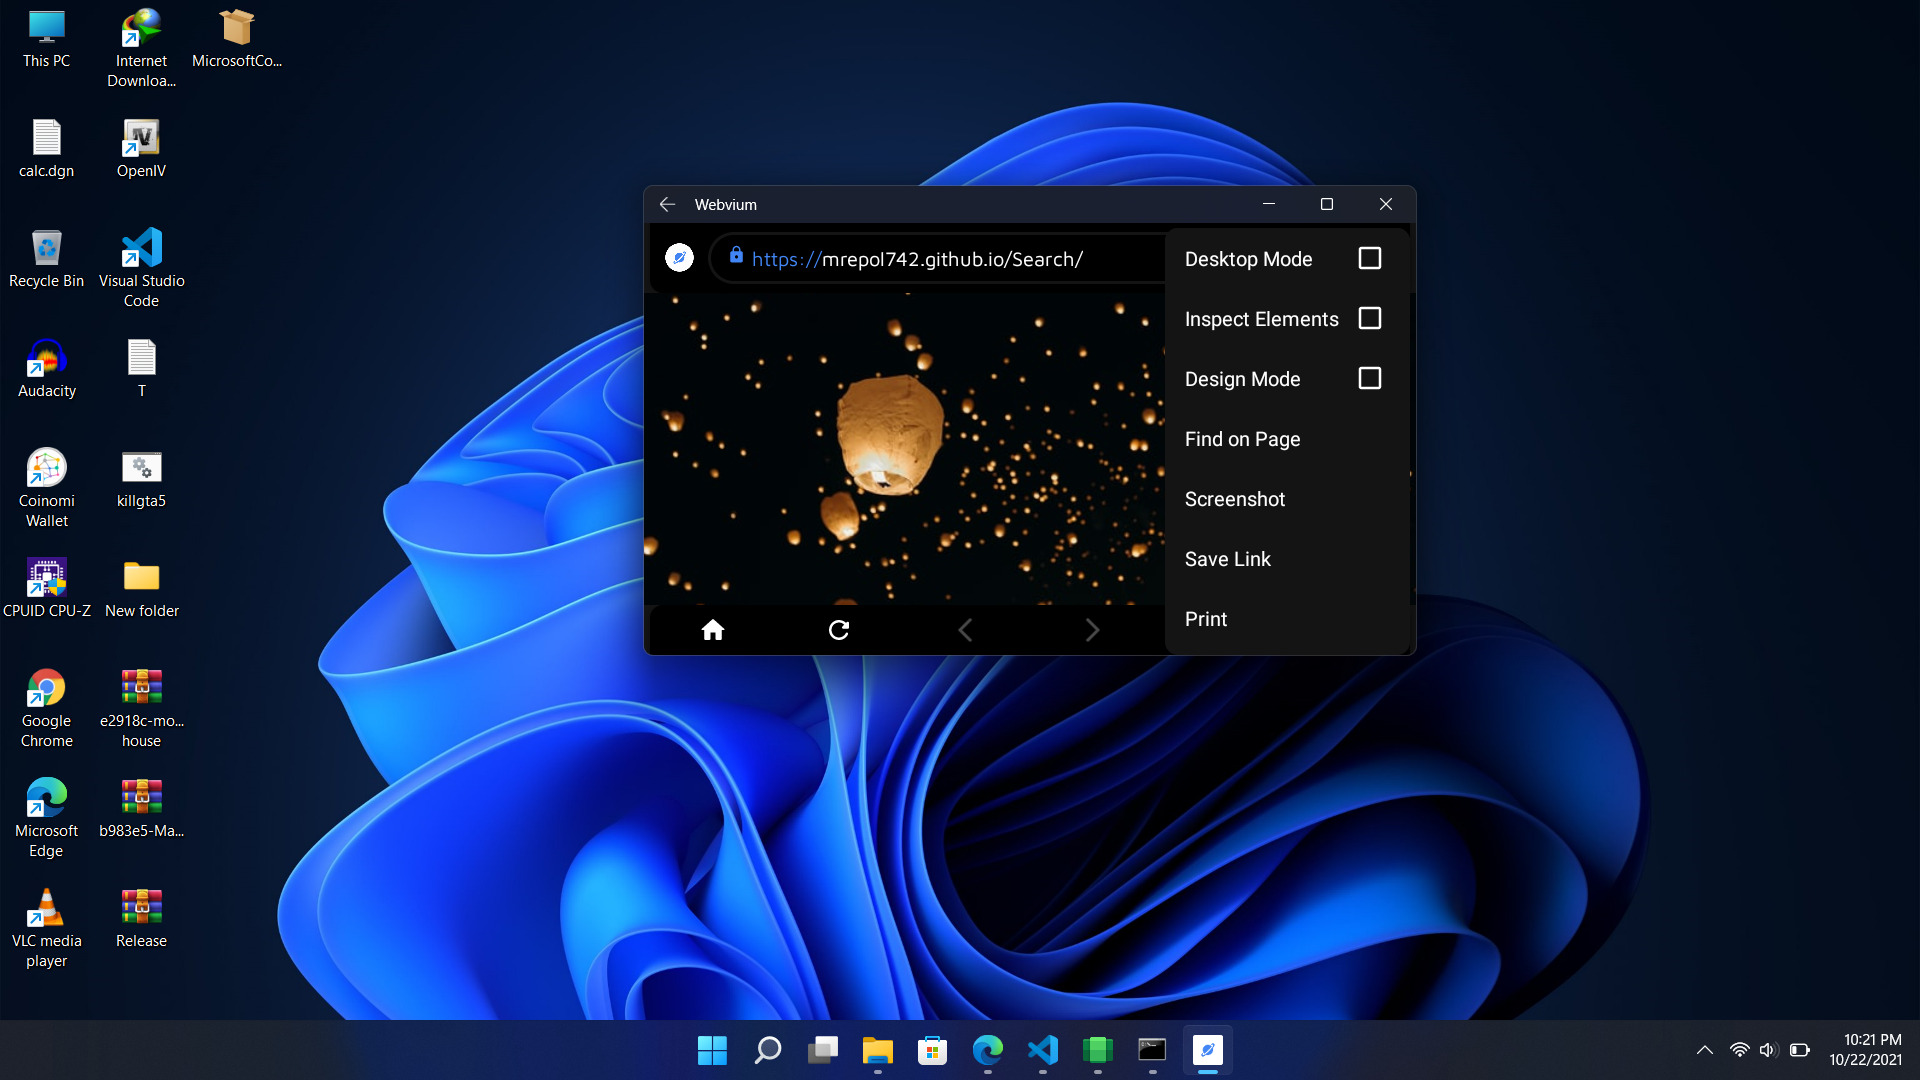 This PC
Internet
Downloa...
MicrosoftCo...
calc.dgn
OpenIV
Recycle Bin
Visual Studio
Code
Audacity
T
Coinomi
Wallet
killgta5
CPUID CPU-Z
New folder
Google
Chrome
e2918c-mo...
house
Microsoft
Edge
b983e5-Ma...
VLC media
player
Release
Webvium
https://mrepol742.github.io/Search/
Desktop Mode
Inspect Elements
Design Mode
Find on Page
Screenshot
Save Link
Print
10:21 PM
10/22/2021